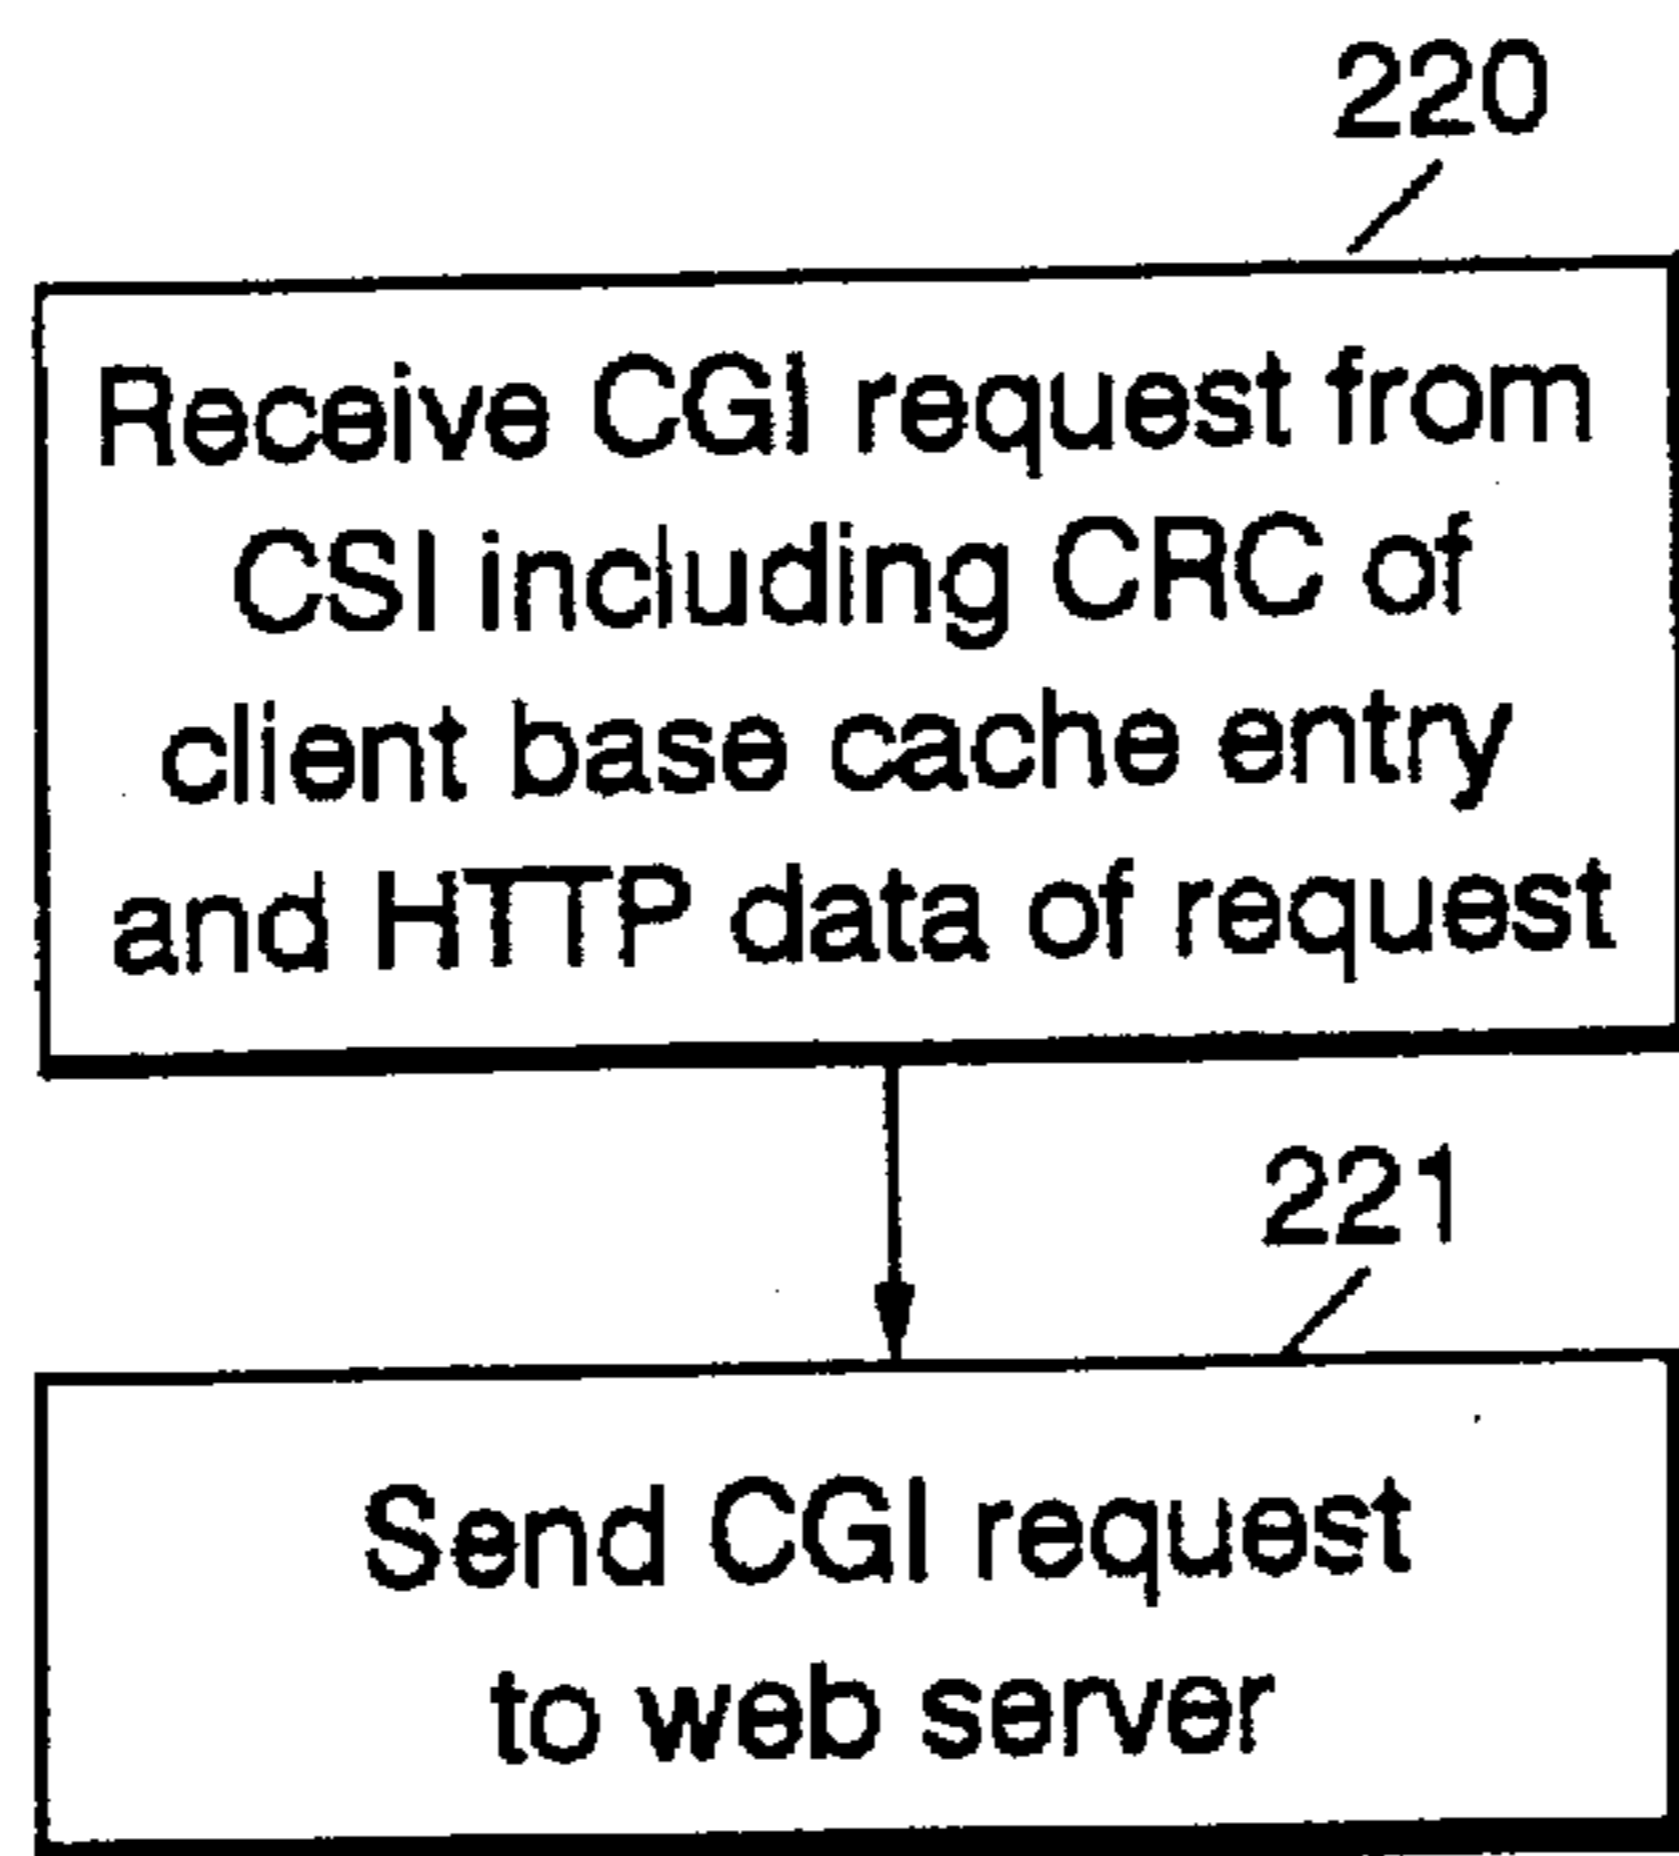 220
Receive CGI request from
CSI including CRC of
client base cache entry
and HTTP data of request
221
Send CGI request
to web server